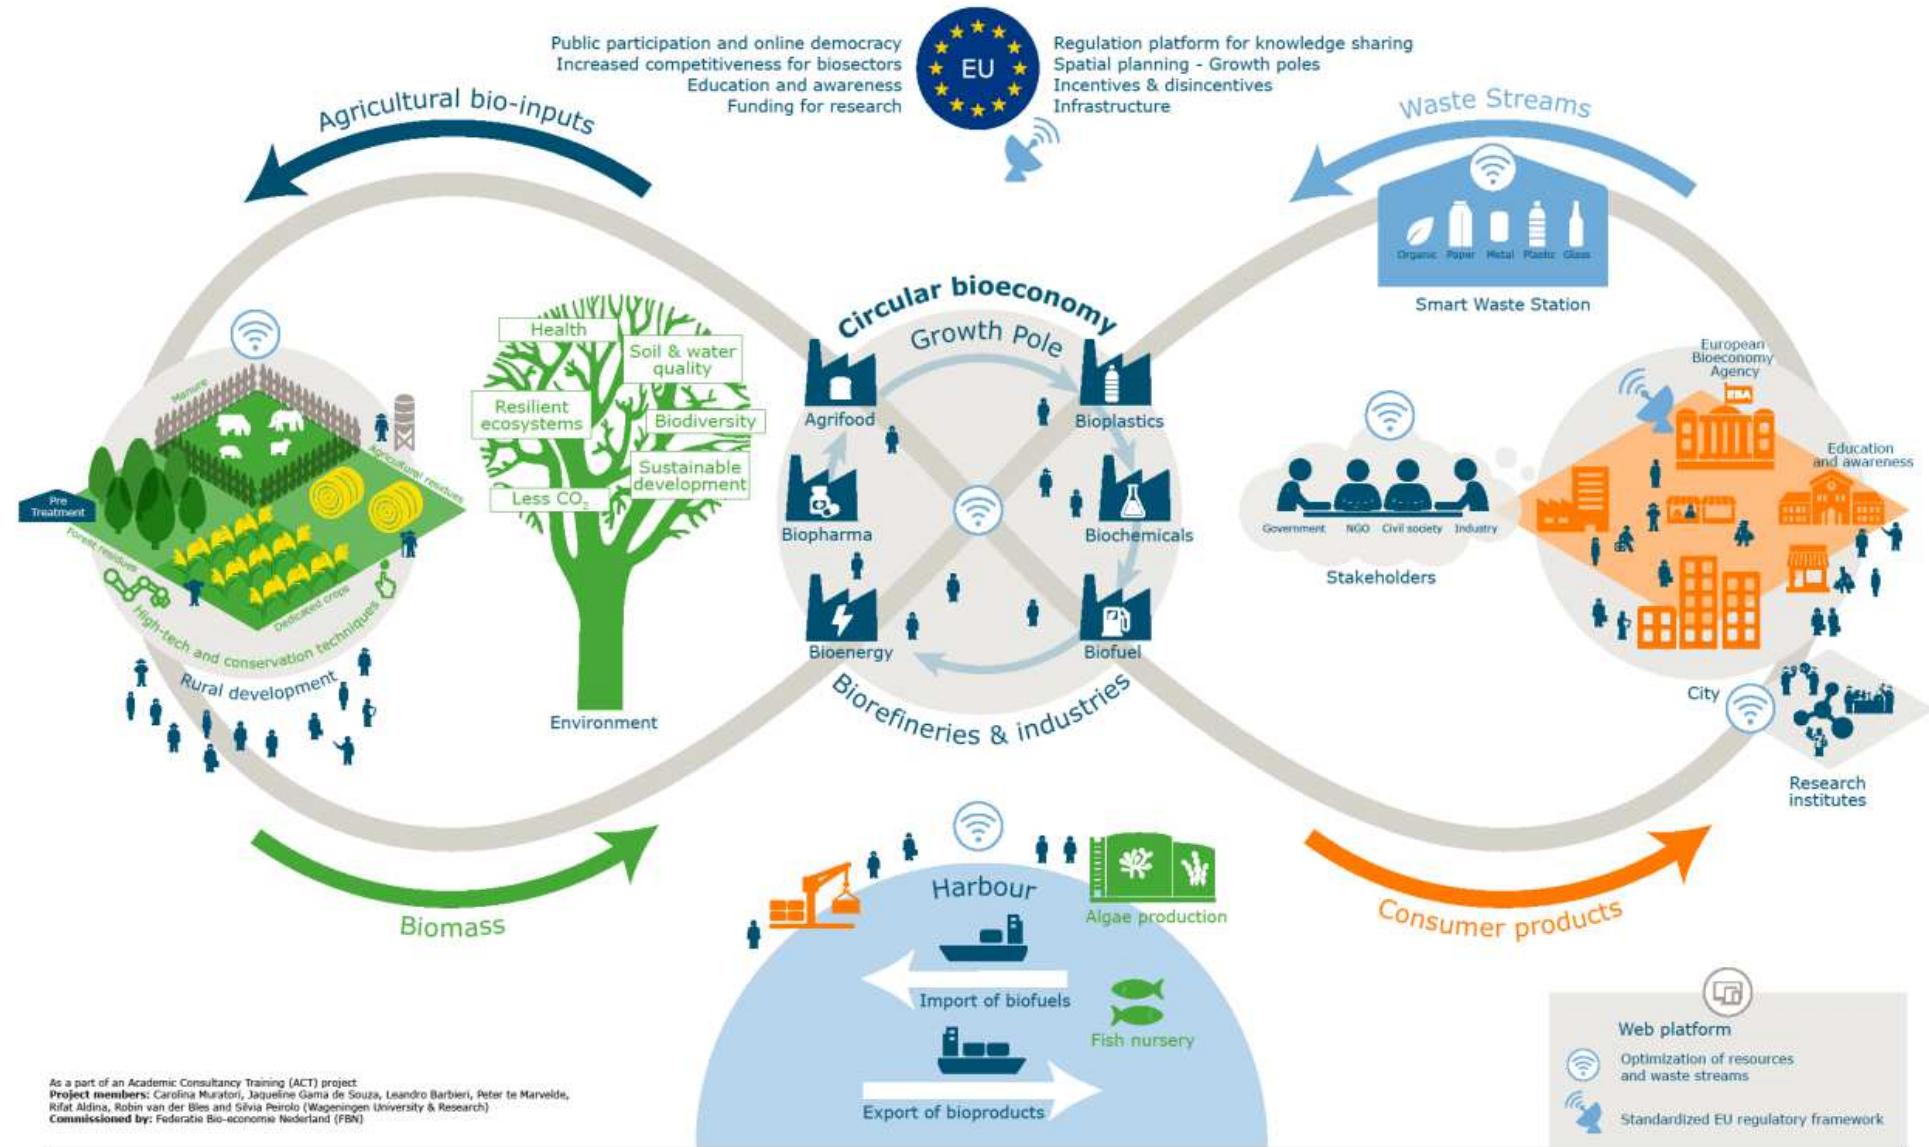 Public participation and online democracy
Increased competitiveness for biosectors
Education and awareness
Funding for research
EU
Regulation platform for knowledge sharing
Spatial planning - Growth poles
Incentives & disincentives
Infrastructure
Agricultural bio-inputs
Waste Streams
Organic Paper Metal Plastic Glass
Smart Waste Station
Circular bioeconomy
Growth Pole
Agrifood
Bioplastics
Biopharma
Biochemicals
Bioenergy
Biofuel
Biorefineries & industries
Health
Soil & water
quality
Resilient
ecosystems
Biodiversity
Sustainable
development
Less CO2
Environment
Manure
Agricultural residues
Pre
Treatment
Forest residues
Dedicated crops
High-tech and conservation techniques
Rural development
European
Bioeconomy
Agency
EBA
Education
and awareness
Government NGO Civil society Industry
Stakeholders
City
Research
institutes
Biomass
Consumer products
Harbour
Algae production
Import of biofuels
Fish nursery
Export of bioproducts
Web platform
Optimization of resources
and waste streams
Standardized EU regulatory framework
As a part of an Academic Consultancy Training (ACT) project
Project members: Carolina Muratori, Jaqueline Gama de Souza, Leandro Barbieri, Peter te Marvelde,
Rifat Aldina, Robin van der Bles and Silvia Peirolo (Wageningen University & Research)
Commissioned by: Federatie Bio-economie Nederland (FBN)